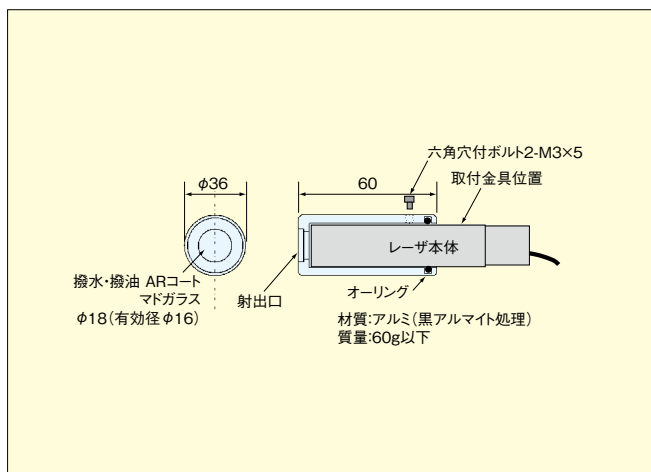 六角穴付ボルト2-M3×5
φ36
60
取付金具位置
レーザ本体
撥水・撥油 ARコート
マドガラス
φ18(有効径φ16)
射出口
オーリング
材質:アルミ(黒アルマイト処理)
質量:60g以下